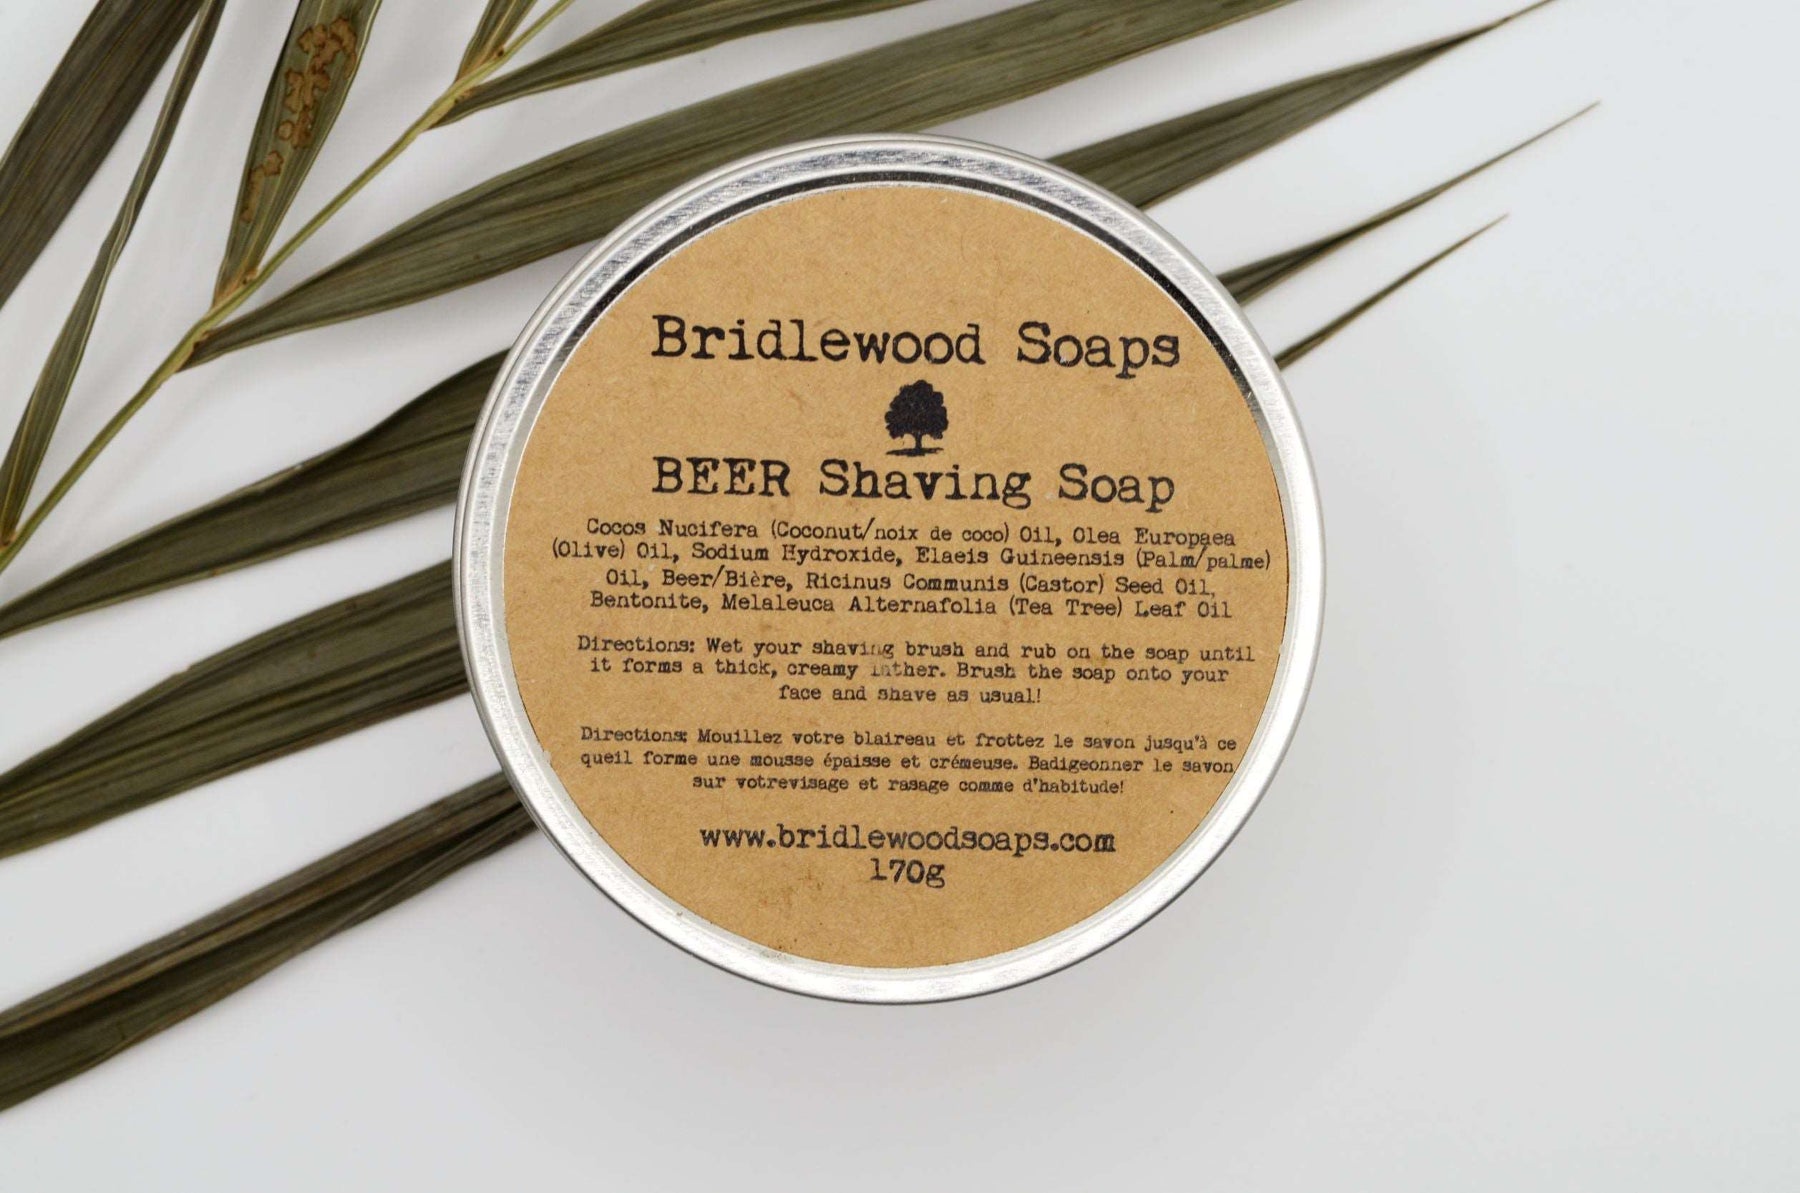 Bridlewood Soaps
BEER Shaving Soap
Cocos Nucifera (Coconut/noix de coco) Oil, Olea Europaea
(Olive) Oil, Sodium Hydroxide, Elaeis Guineensis (Palm/palme)
Oil, Beer/Bière, Ricinus Communis (Castor) Seed Oil,
Bentonite, Melaleuca Alternafolia (Tea Tree) Leaf Oil
Directions: Wet your shaving brush and rub on the soap until
it forms a thick, creamy lather. Brush the soap onto your
face and shave as usual!
Directions: Mouillez votre blaireau et frottez le savon jusqu'à ce
queil forme une mousse épaisse et crémeuse. Badigeonner le savon
sur votrevisage et rasage comme d'habitude!
www.bridlewoodsoaps.com
170g